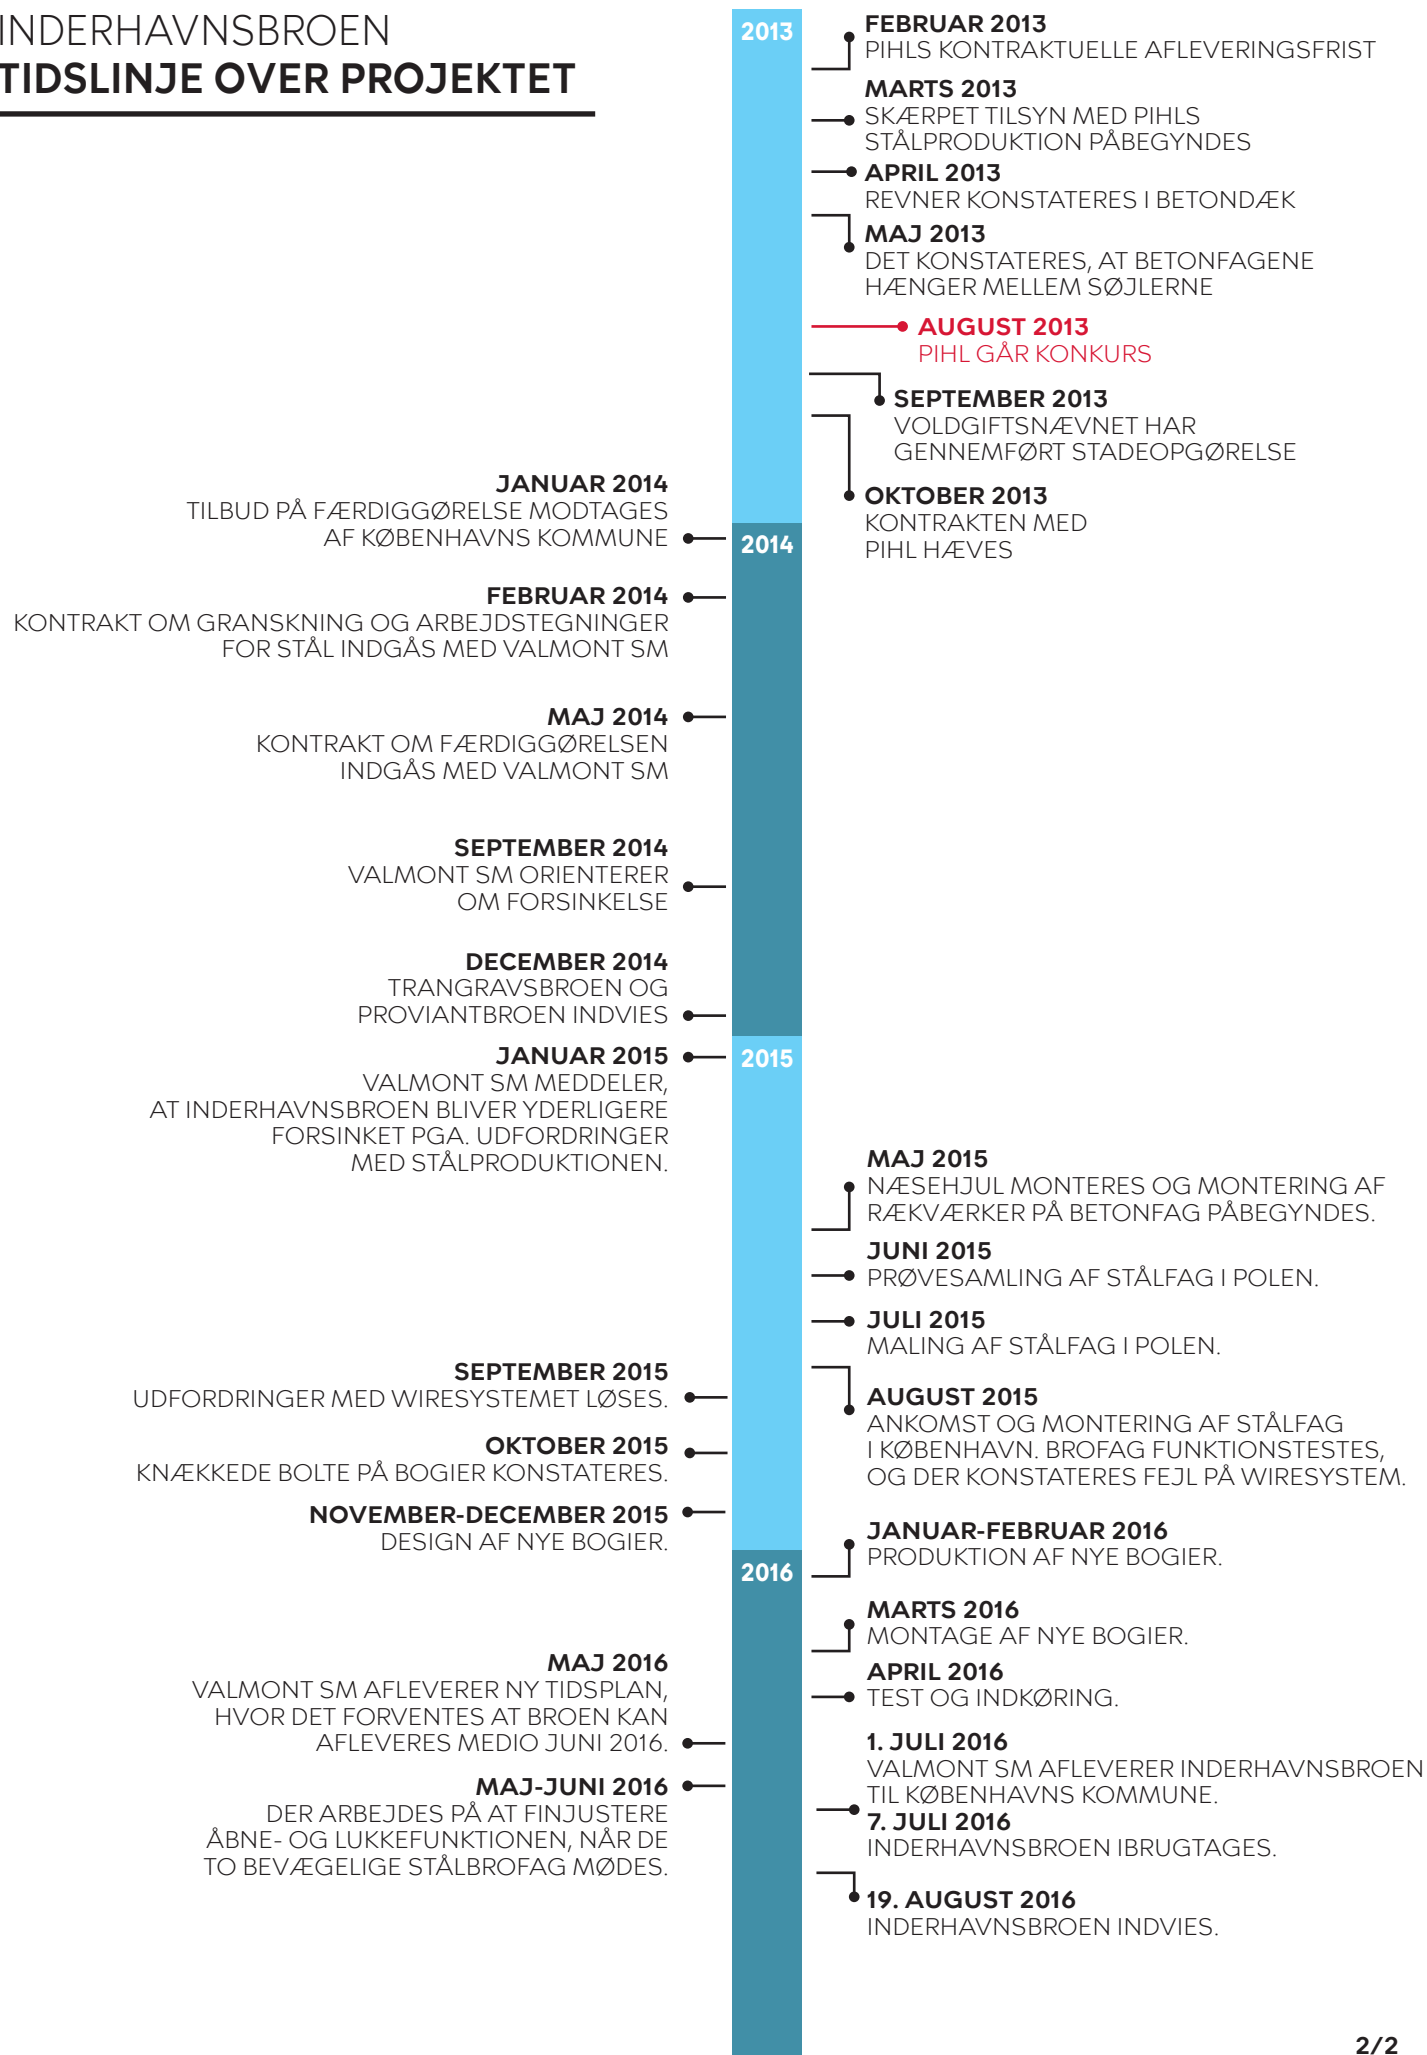 INDERHAVNSBROEN
TIDSLINJE OVER PROJEKTET
2013
FEBRUAR 2013
PIHLS KONTRAKTUELLE AFLEVERINGSFRIST
MARTS 2013
SKÆRPET TILSYN MED PIHLS
STÅLPRODUKTION PÅBEGYNDES
APRIL 2013
REVNER KONSTATERES I BETONDÆK
MAJ 2013
DET KONSTATERES, AT BETONFAGENE
HÆNGER MELLEM SØJLERNE
AUGUST 2013
PIHL GÅR KONKURS
SEPTEMBER 2013
VOLDGIFTSNÆVNET HAR
GENNEMFØRT STADEOPGØRELSE
OKTOBER 2013
KONTRAKTEN MED
PIHL HÆVES
2014
JANUAR 2014
TILBUD PÅ FÆRDIGGØRELSE MODTAGES
AF KØBENHAVNS KOMMUNE
FEBRUAR 2014
KONTRAKT OM GRANSKNING OG ARBEJDSTEGNINGER
FOR STÅL INDGÅS MED VALMONT SM
MAJ 2014
KONTRAKT OM FÆRDIGGØRELSEN
INDGÅS MED VALMONT SM
SEPTEMBER 2014
VALMONT SM ORIENTERER
OM FORSINKELSE
DECEMBER 2014
TRANGRAVSBROEN OG
PROVIANTBROEN INDVIES
2015
JANUAR 2015
VALMONT SM MEDDELER,
AT INDERHAVNSBROEN BLIVER YDERLIGERE
FORSINKET PGA. UDFORDRINGER
MED STÅLPRODUKTIONEN.
MAJ 2015
NÆSEHJUL MONTERES OG MONTERING AF
RÆKVÆRKER PÅ BETONFAG PÅBEGYNDES.
JUNI 2015
PRØVESAMLING AF STÅLFAG I POLEN.
JULI 2015
MALING AF STÅLFAG I POLEN.
AUGUST 2015
ANKOMST OG MONTERING AF STÅLFAG
I KØBENHAVN. BROFAG FUNKTIONSTESTES,
OG DER KONSTATERES FEJL PÅ WIRESYSTEM.
SEPTEMBER 2015
UDFORDRINGER MED WIRESYSTEMET LØSES.
OKTOBER 2015
KNÆKKEDE BOLTE PÅ BOGIER KONSTATERES.
NOVEMBER-DECEMBER 2015
DESIGN AF NYE BOGIER.
2016
JANUAR-FEBRUAR 2016
PRODUKTION AF NYE BOGIER.
MARTS 2016
MONTAGE AF NYE BOGIER.
APRIL 2016
TEST OG INDKØRING.
MAJ 2016
VALMONT SM AFLEVERER NY TIDSPLAN,
HVOR DET FORVENTES AT BROEN KAN
AFLEVERES MEDIO JUNI 2016.
MAJ-JUNI 2016
DER ARBEJDES PÅ AT FINJUSTERE
ÅBNE- OG LUKKEFUNKTIONEN, NÅR DE
TO BEVÆGELIGE STÅLBROFAG MØDES.
1. JULI 2016
VALMONT SM AFLEVERER INDERHAVNSBROEN
TIL KØBENHAVNS KOMMUNE.
7. JULI 2016
INDERHAVNSBROEN IBRUGTAGES.
19. AUGUST 2016
INDERHAVNSBROEN INDVIES.
2/2